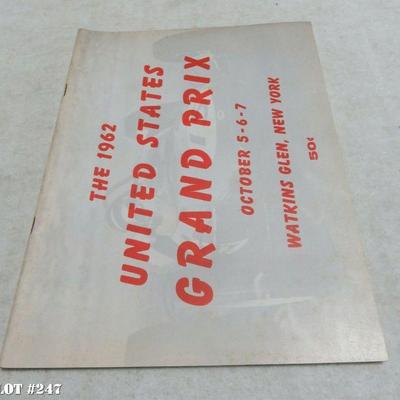 THE 1962
UNITED STATES
GRAND PRIX
OCTOBER 5-6-7
WATKINS GLEN, NEW YORK
50¢
LOT #247